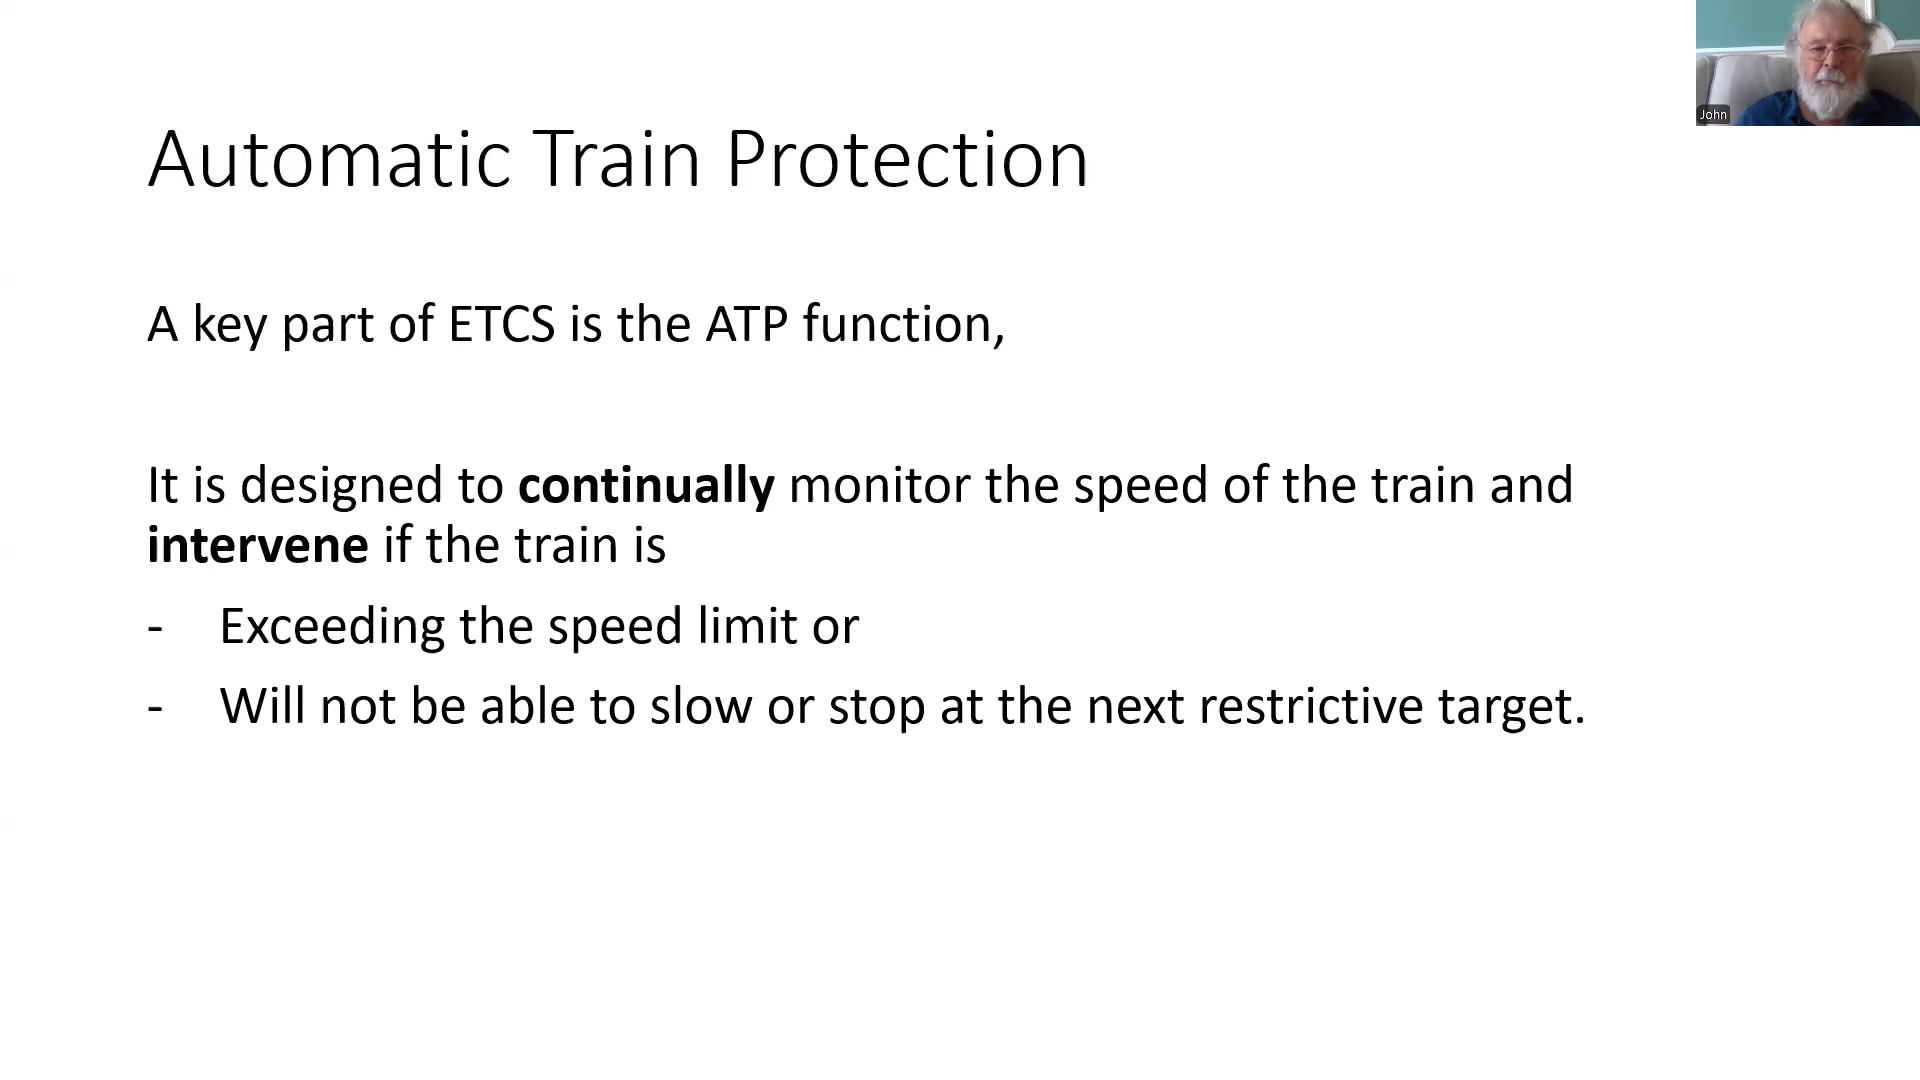 Automatic Train Protection
A key part of ETCS is the ATP function,
It is designed to continually monitor the speed of the train and
intervene if the train is
- Exceeding the speed limit or
- Will not be able to slow or stop at the next restrictive target.
John